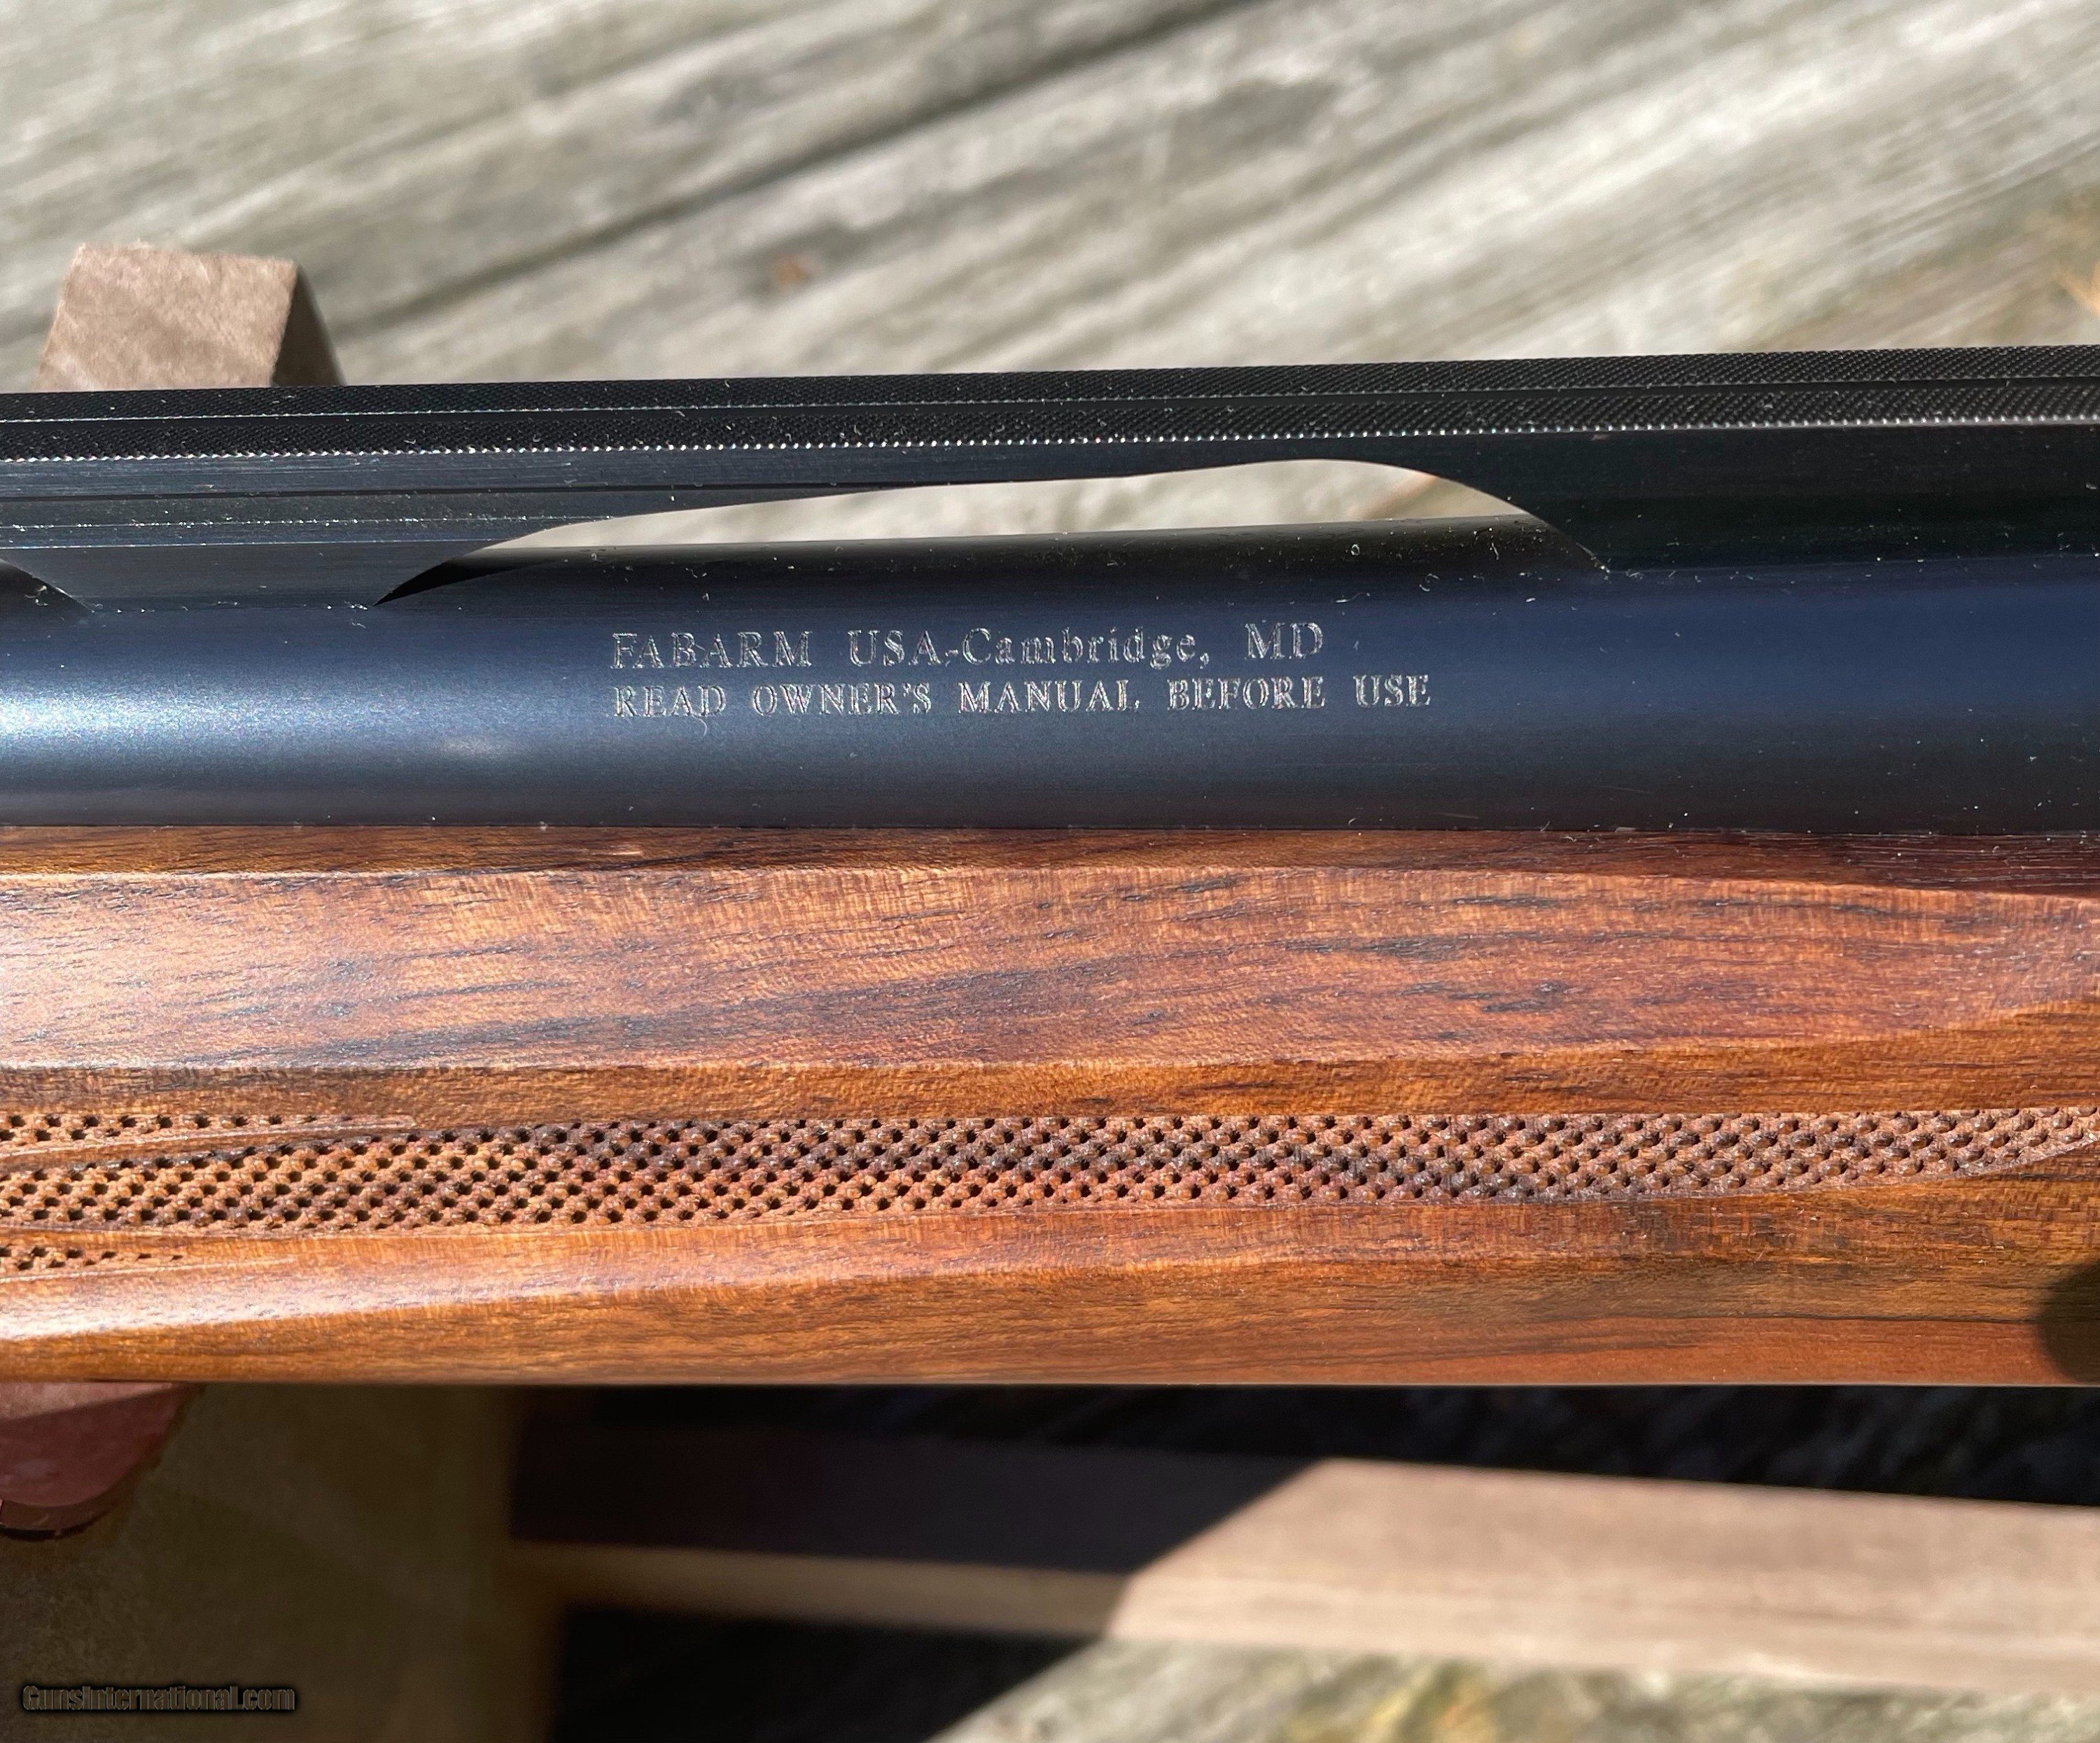 FABARM USA-Cambridge, MD
READ OWNER'S MANUAL BEFORE USE
GunsInternational.com